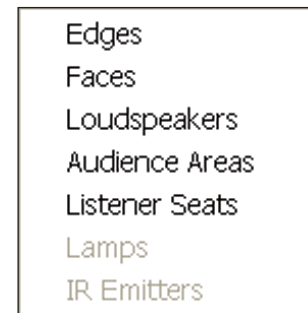 Edges
Faces
Loudspeakers
Audience Areas
Listener Seats
Lamps
IR Emitters